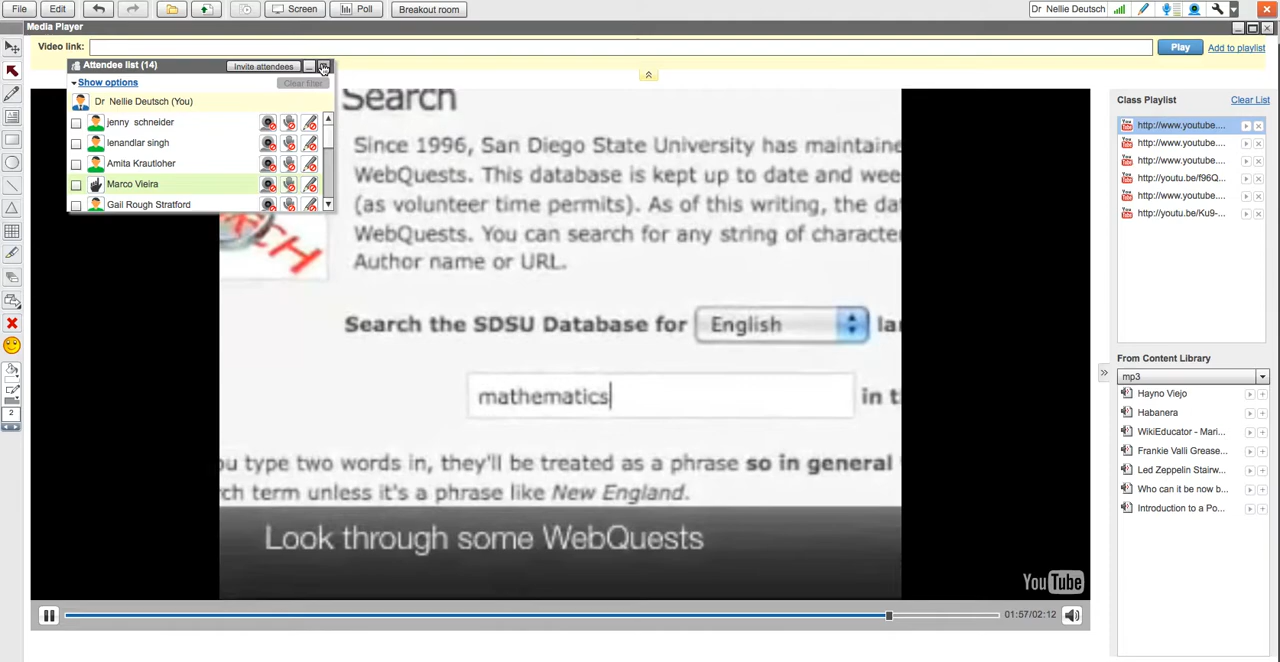 File Edit Screen Poll Breakout room Dr Nellie Deutsch
Media Player
Video link: Play Add to playlist
Attendee list (14) Invite attendees
Show options Clear filter
Dr Nellie Deutsch (You)
jenny schneider
lenandlar singh
Amita Krautloher
Marco Vieira
Gail Rough Stratford
Search
Since 1996, San Diego State University has maintaine
WebQuests. This database is kept up to date and wee
(as volunteer time permits). As of this writing, the da
WebQuests. You can search for any string of character
Author name or URL.
Search the SDSU Database for English lan
mathematics in t
ou type two words in, they'll be treated as a phrase so in general
rch term unless it's a phrase like New England.
Look through some WebQuests
YouTube
01:57/02:12
Class Playlist Clear List
http://www.youtube....
http://www.youtube....
http://www.youtube....
http://youtu.be/f96Q...
http://www.youtube....
http://youtu.be/Ku9-...
From Content Library
mp3
Hayno Viejo
Habanera
WikiEducator - Mari...
Frankie Valli Grease...
Led Zeppelin Stairw...
Who can it be now b...
Introduction to a Po...
2